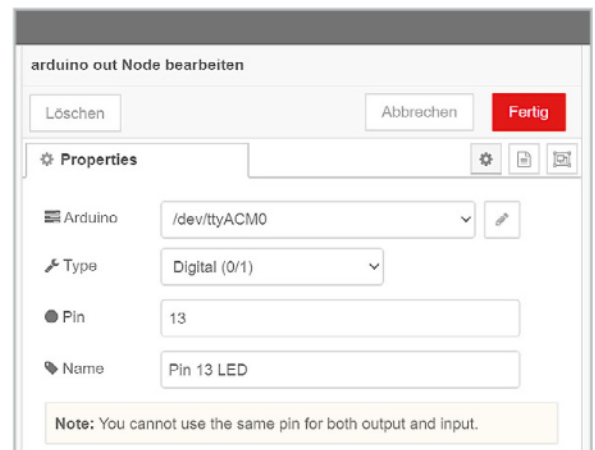 arduino out Node bearbeiten
Löschen Abbrechen Fertig
Properties
Arduino /dev/ttyACM0
Type Digital (0/1)
Pin 13
Name Pin 13 LED
Note: You cannot use the same pin for both output and input.